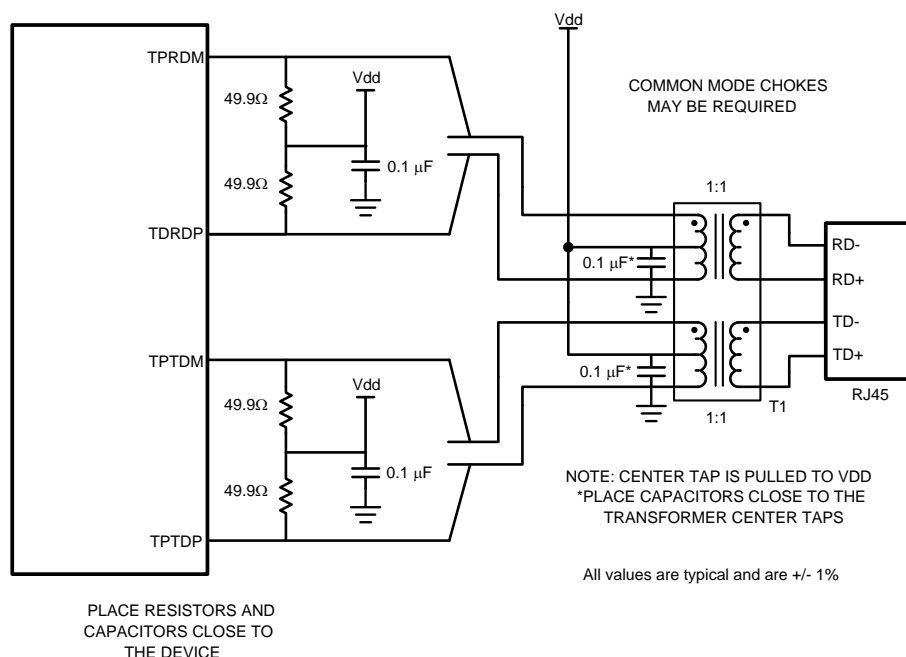 Vdd
TPRDM
49.9Ω
Vdd
COMMON MODE CHOKES
MAY BE REQUIRED
0.1 μF
49.9Ω
1:1
TDRDP
RD-
0.1 μF*
RD+
TD-
TPTDM
TD+
0.1 μF*
Vdd
RJ45
49.9Ω
1:1
T1
0.1 μF
49.9Ω
NOTE: CENTER TAP IS PULLED TO VDD
*PLACE CAPACITORS CLOSE TO THE
TRANSFORMER CENTER TAPS
TPTDP
All values are typical and are +/- 1%
PLACE RESISTORS AND
CAPACITORS CLOSE TO
THE DEVICE